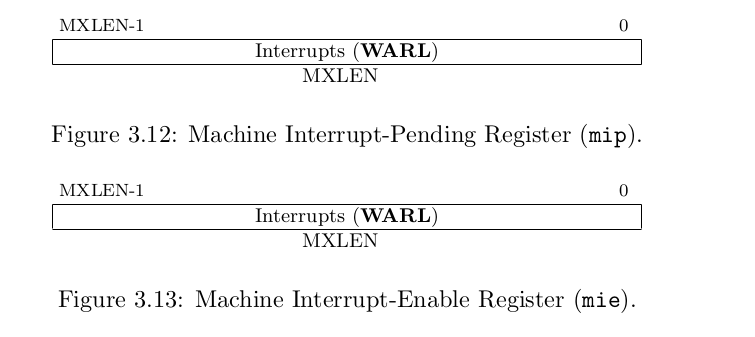 MXLEN-1 0
Interrupts (WARL)
MXLEN
Figure 3.12: Machine Interrupt-Pending Register (mip).
MXLEN-1 0
Interrupts (WARL)
MXLEN
Figure 3.13: Machine Interrupt-Enable Register (mie).